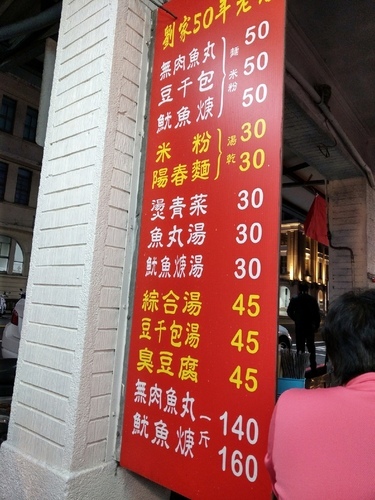 劉家50年老
無肉魚丸 50
豆干包 麵 米粉 50
魷魚焿 50
米粉 湯 30
陽春麵 乾 30
燙青菜 30
魚丸湯 30
魷魚焿湯 30
綜合湯 45
豆干包湯 45
臭豆腐 45
無肉魚丸 一斤 140
魷魚焿 160